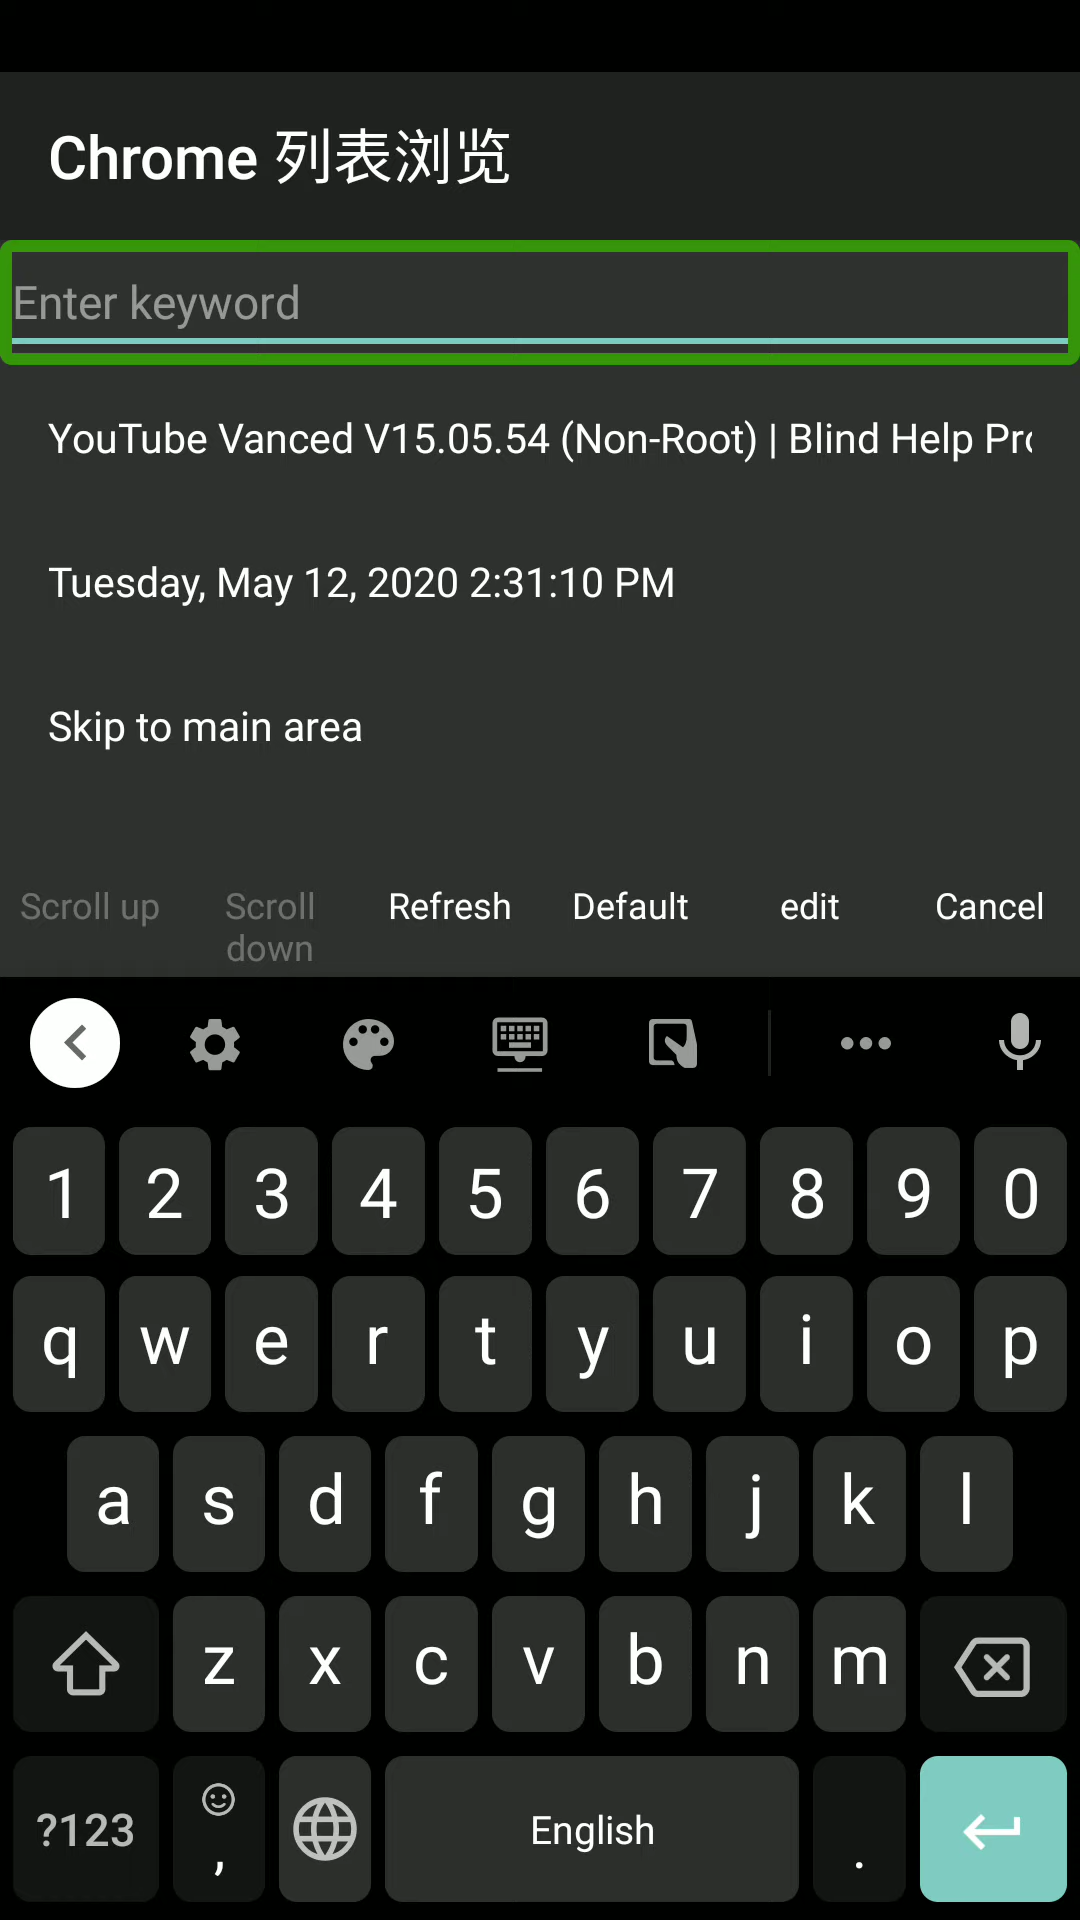 Chrome 列表浏览
Enter keyword
YouTube Vanced V15.05.54 (Non-Root) | Blind Help
Tuesday, May 12, 2020 2:31:10 PM
Skip to main area
Scroll up Scroll down Refresh Default edit Cancel
1 2 3 4 5 6 7 8 9 0
q w e r t y u i o p
a s d f g h j k l
z x c v b n m
?123 , English .